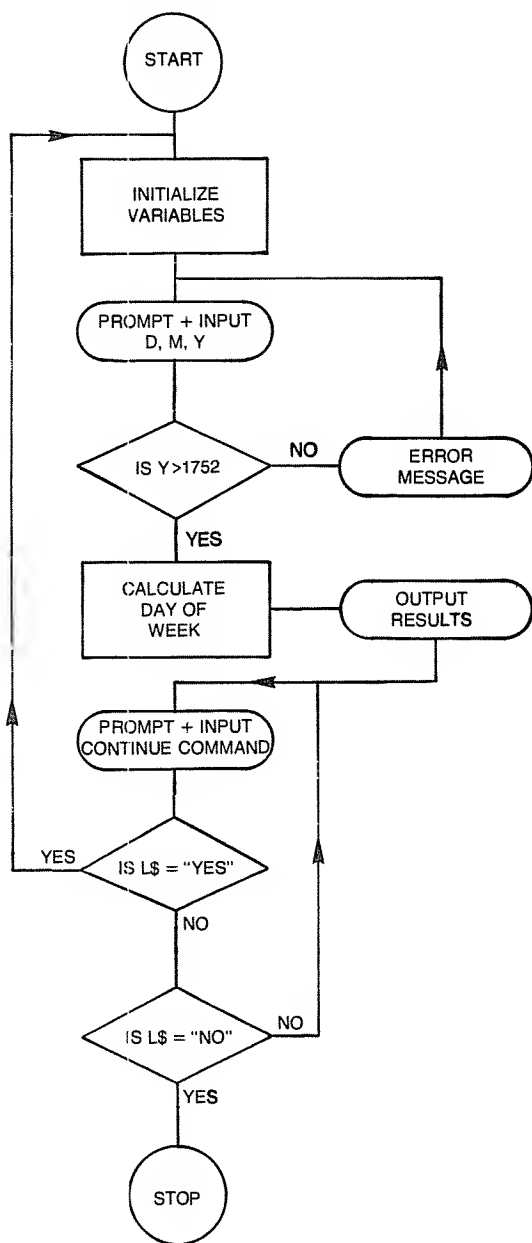 START
INITIALIZE
VARIABLES
PROMPT + INPUT
D, M, Y
IS Y>1752
NO
ERROR
MESSAGE
YES
CALCULATE
DAY OF
WEEK
OUTPUT
RESULTS
PROMPT + INPUT
CONTINUE COMMAND
YES
IS L$ = "YES"
NO
IS L$ = "NO"
NO
YES
STOP